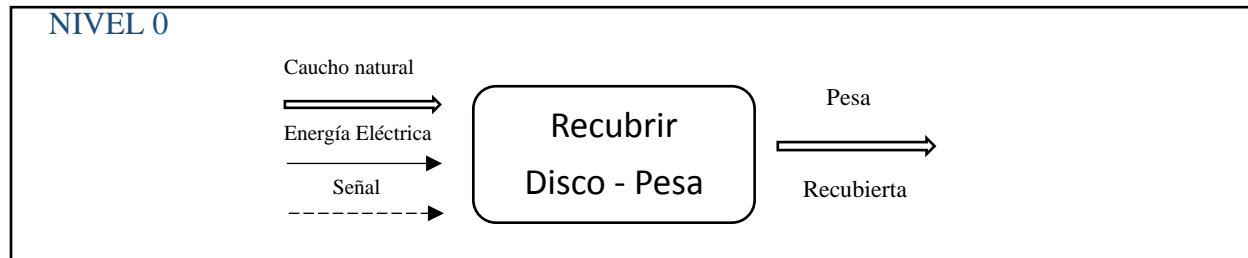 NIVEL 0
Caucho natural
Energía Eléctrica
Señal
Recubrir
Disco - Pesa
Pesa
Recubierta